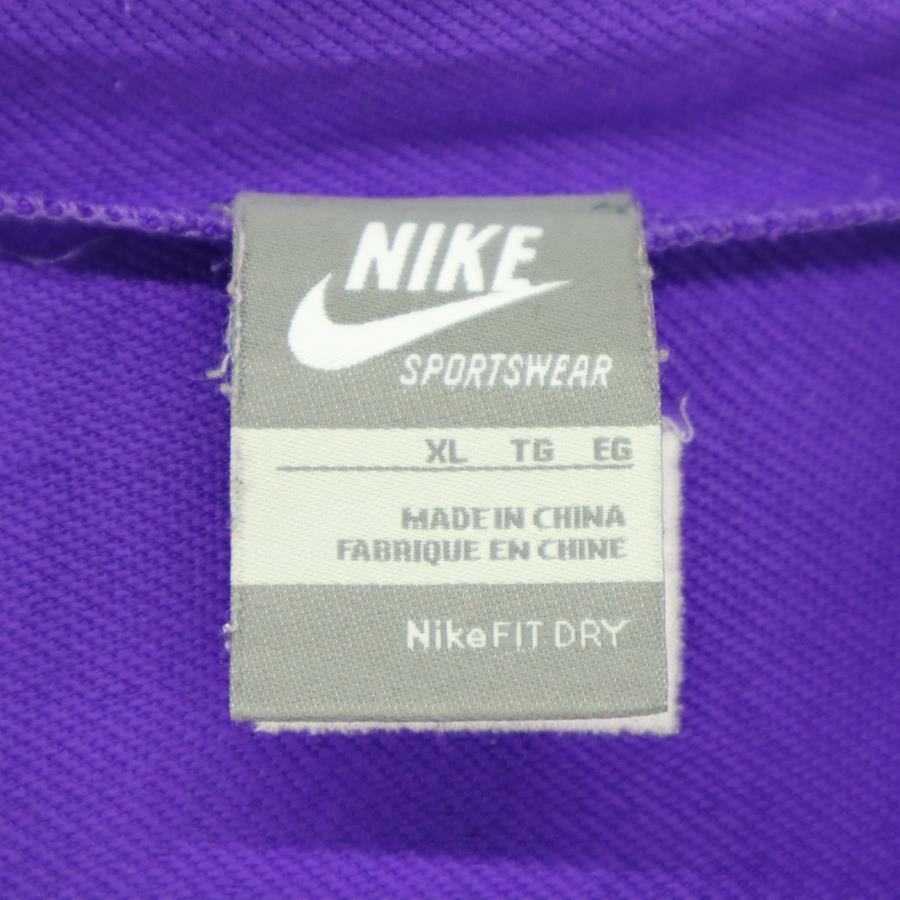 NIKE
SPORTSWEAR
XL TG EG
MADE IN CHINA
FABRIQUE EN CHINE
NikeFIT DRY